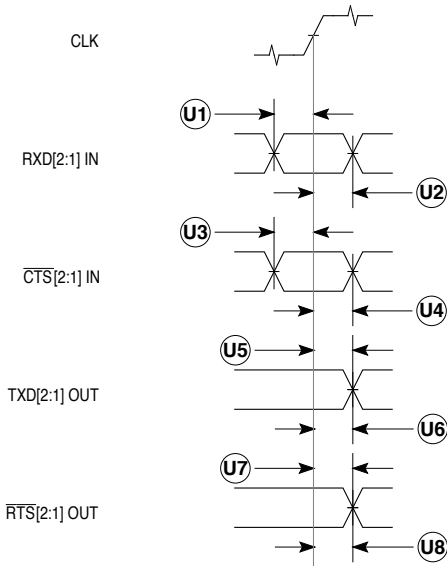 CLK
U1
RXD[2:1] IN
U2
U3
CTS[2:1] IN
U4
U5
TXD[2:1] OUT
U6
U7
RTS[2:1] OUT
U8